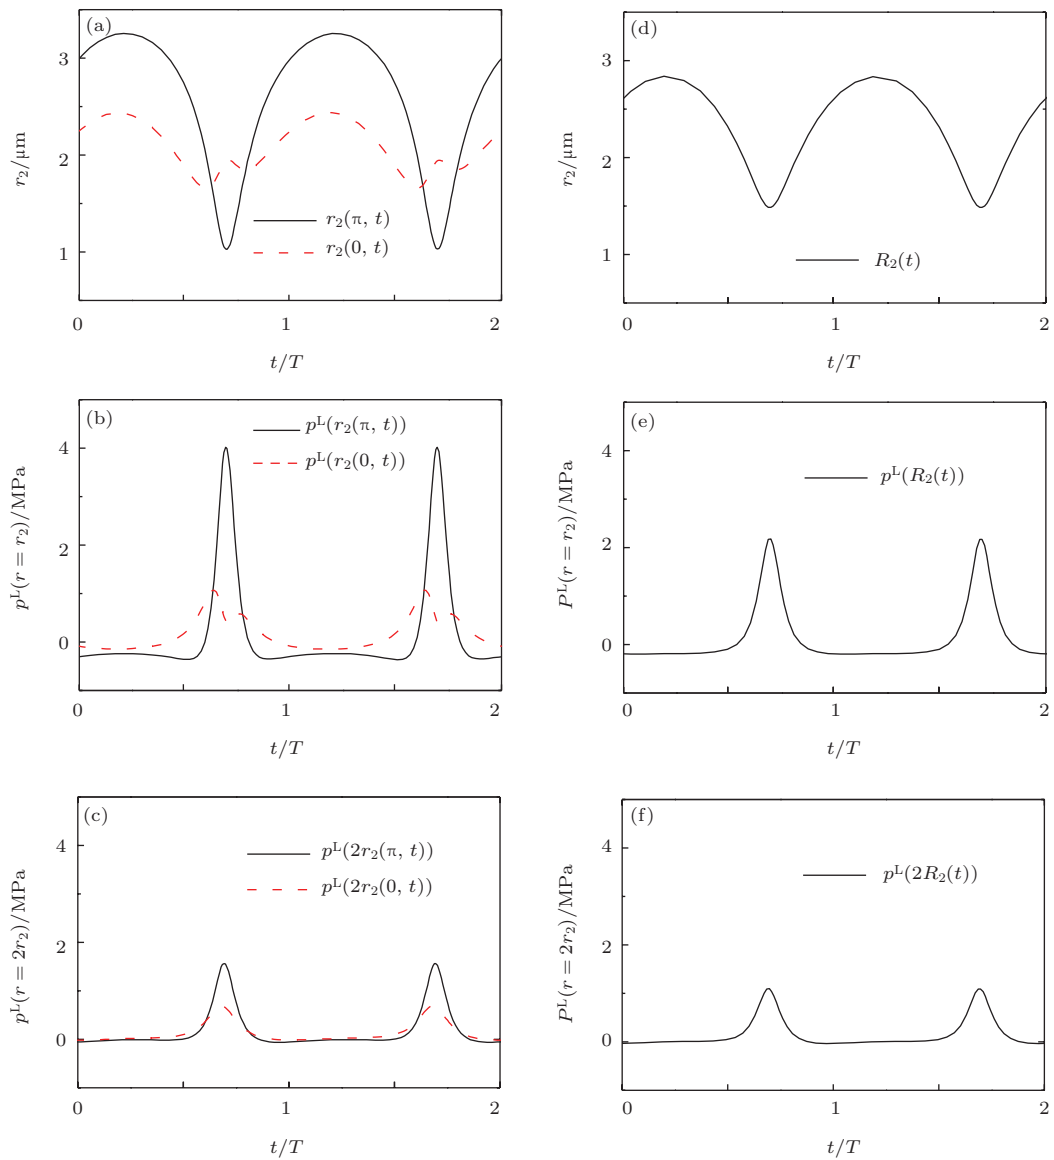 (a)
3
2
1
r₂/μm
r₂(π, t)
r₂(0, t)
0
1
2
t/T
(d)
3
2
1
r₂/μm
R₂(t)
0
1
2
t/T
(b)
4
2
0
pᴸ(r = r₂)/MPa
pᴸ(r₂(π, t))
pᴸ(r₂(0, t))
0
1
2
t/T
(e)
4
2
0
Pᴸ(r = r₂)/MPa
pᴸ(R₂(t))
0
1
2
t/T
(c)
4
2
0
pᴸ(r = 2r₂)/MPa
pᴸ(2r₂(π, t))
pᴸ(2r₂(0, t))
0
1
2
t/T
(f)
4
2
0
Pᴸ(r = 2r₂)/MPa
pᴸ(2R₂(t))
0
1
2
t/T